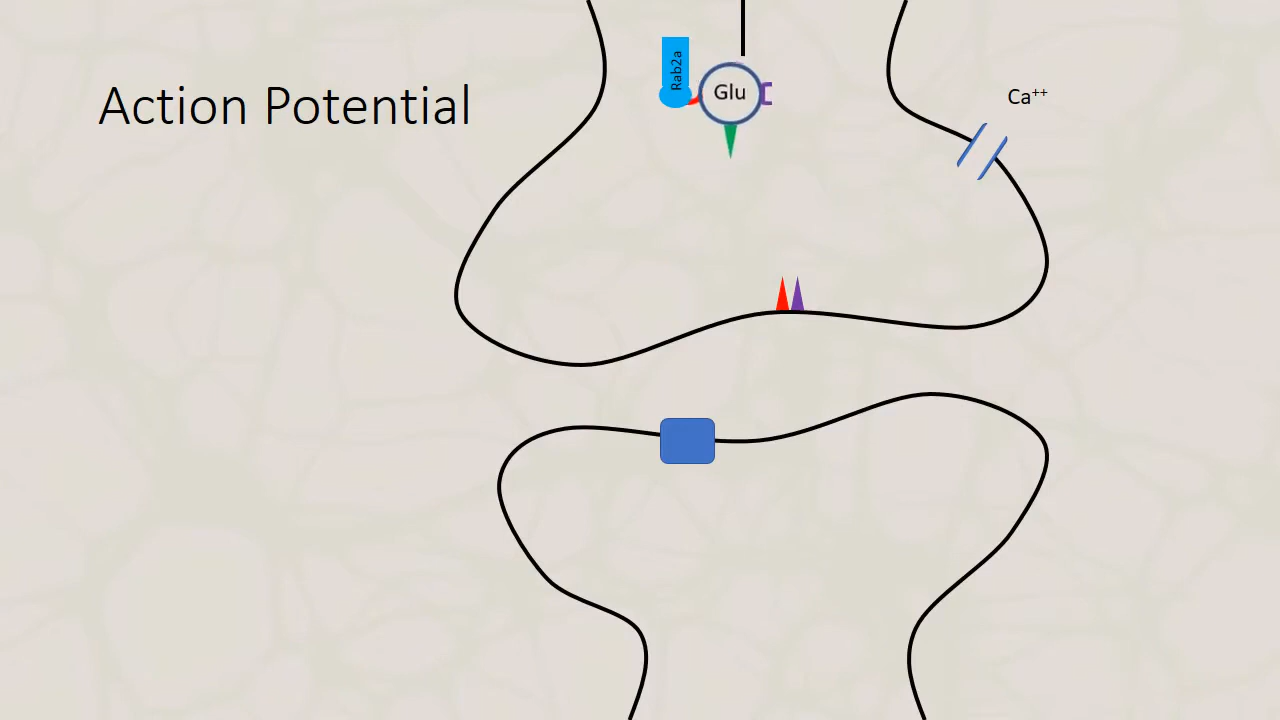 Action Potential
Rab2a
Glu
Ca⁺⁺